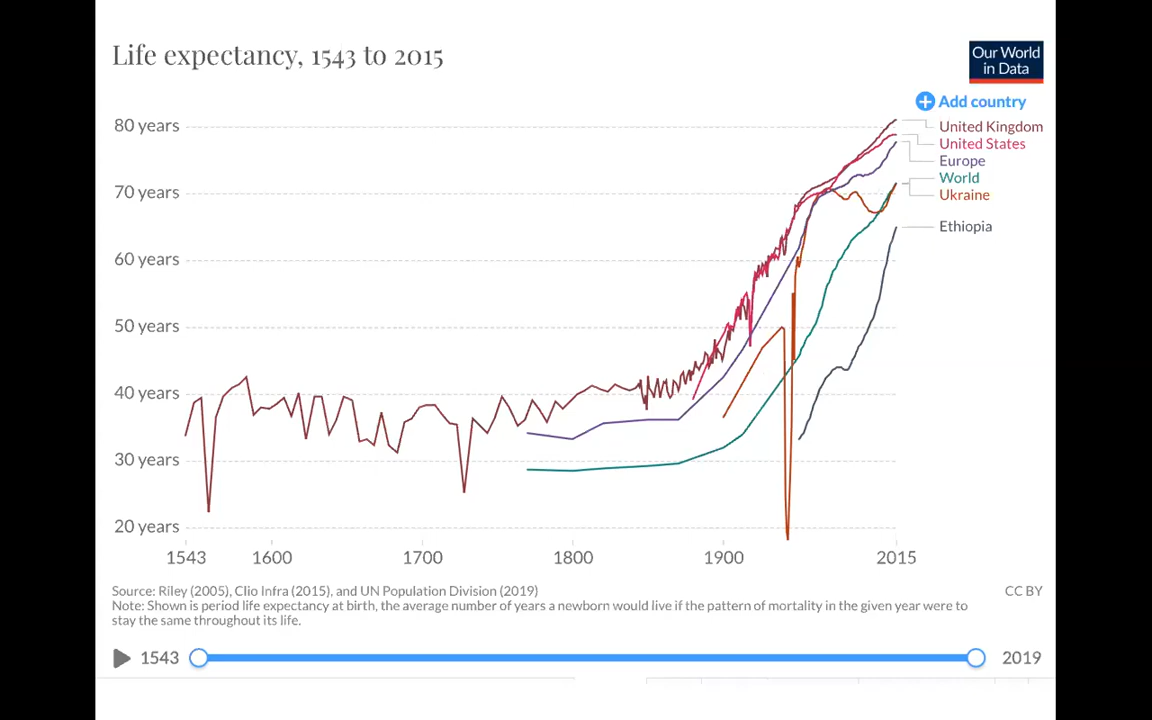 Life expectancy, 1543 to 2015
Our World
in Data
Add country
80 years
70 years
60 years
50 years
40 years
30 years
20 years
United Kingdom
United States
Europe
World
Ukraine
Ethiopia
1543
1600
1700
1800
1900
2015
Source: Riley (2005), Clio Infra (2015), and UN Population Division (2019)
CC BY
Note: Shown is period life expectancy at birth, the average number of years a newborn would live if the pattern of mortality in the given year were to
stay the same throughout its life.
1543
2019